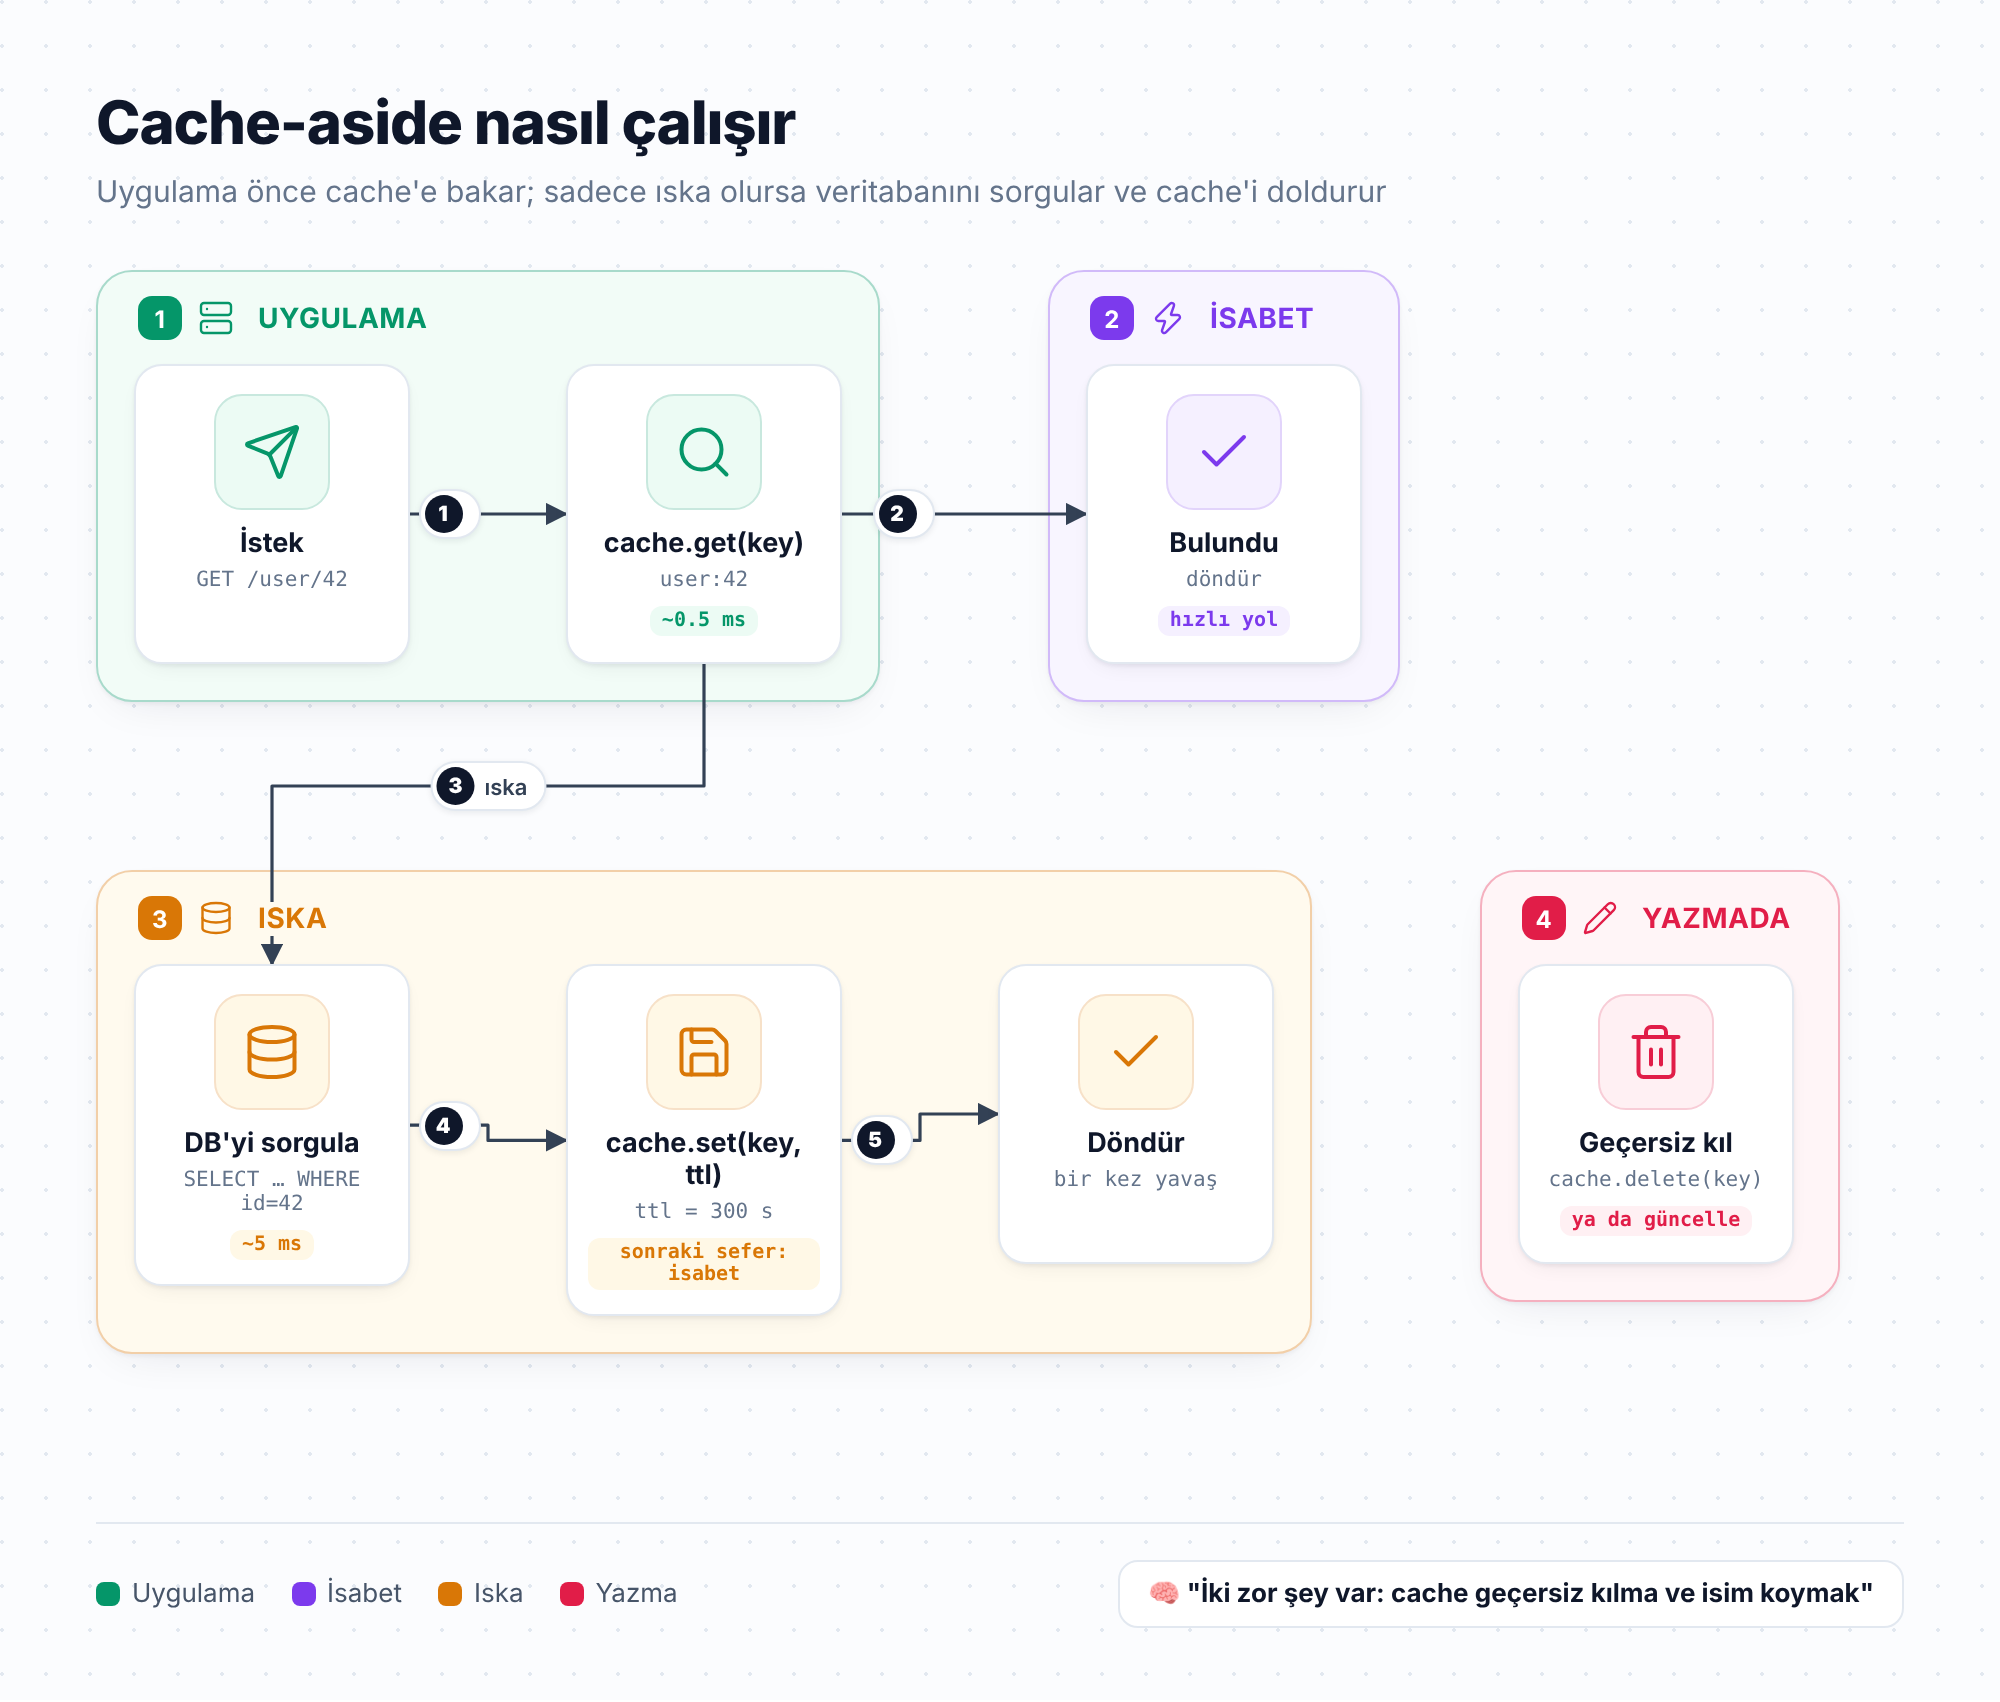 Cache-aside nasıl çalışır
Uygulama önce cache'e bakar; sadece ıska olursa veritabanını sorgular ve cache'i doldurur
1 UYGULAMA
İstek
GET /user/42
1
cache.get(key)
user:42
~0.5 ms
2
2 İSABET
Bulundu
döndür
hızlı yol
3 ıska
3 ISKA
DB'yi sorgula
SELECT … WHERE
id=42
~5 ms
4
cache.set(key,
ttl)
ttl = 300 s
sonraki sefer:
isabet
5
Döndür
bir kez yavaş
4 YAZMADA
Geçersiz kıl
cache.delete(key)
ya da güncelle
Uygulama
İsabet
Iska
Yazma
🧠 "İki zor şey var: cache geçersiz kılma ve isim koymak"